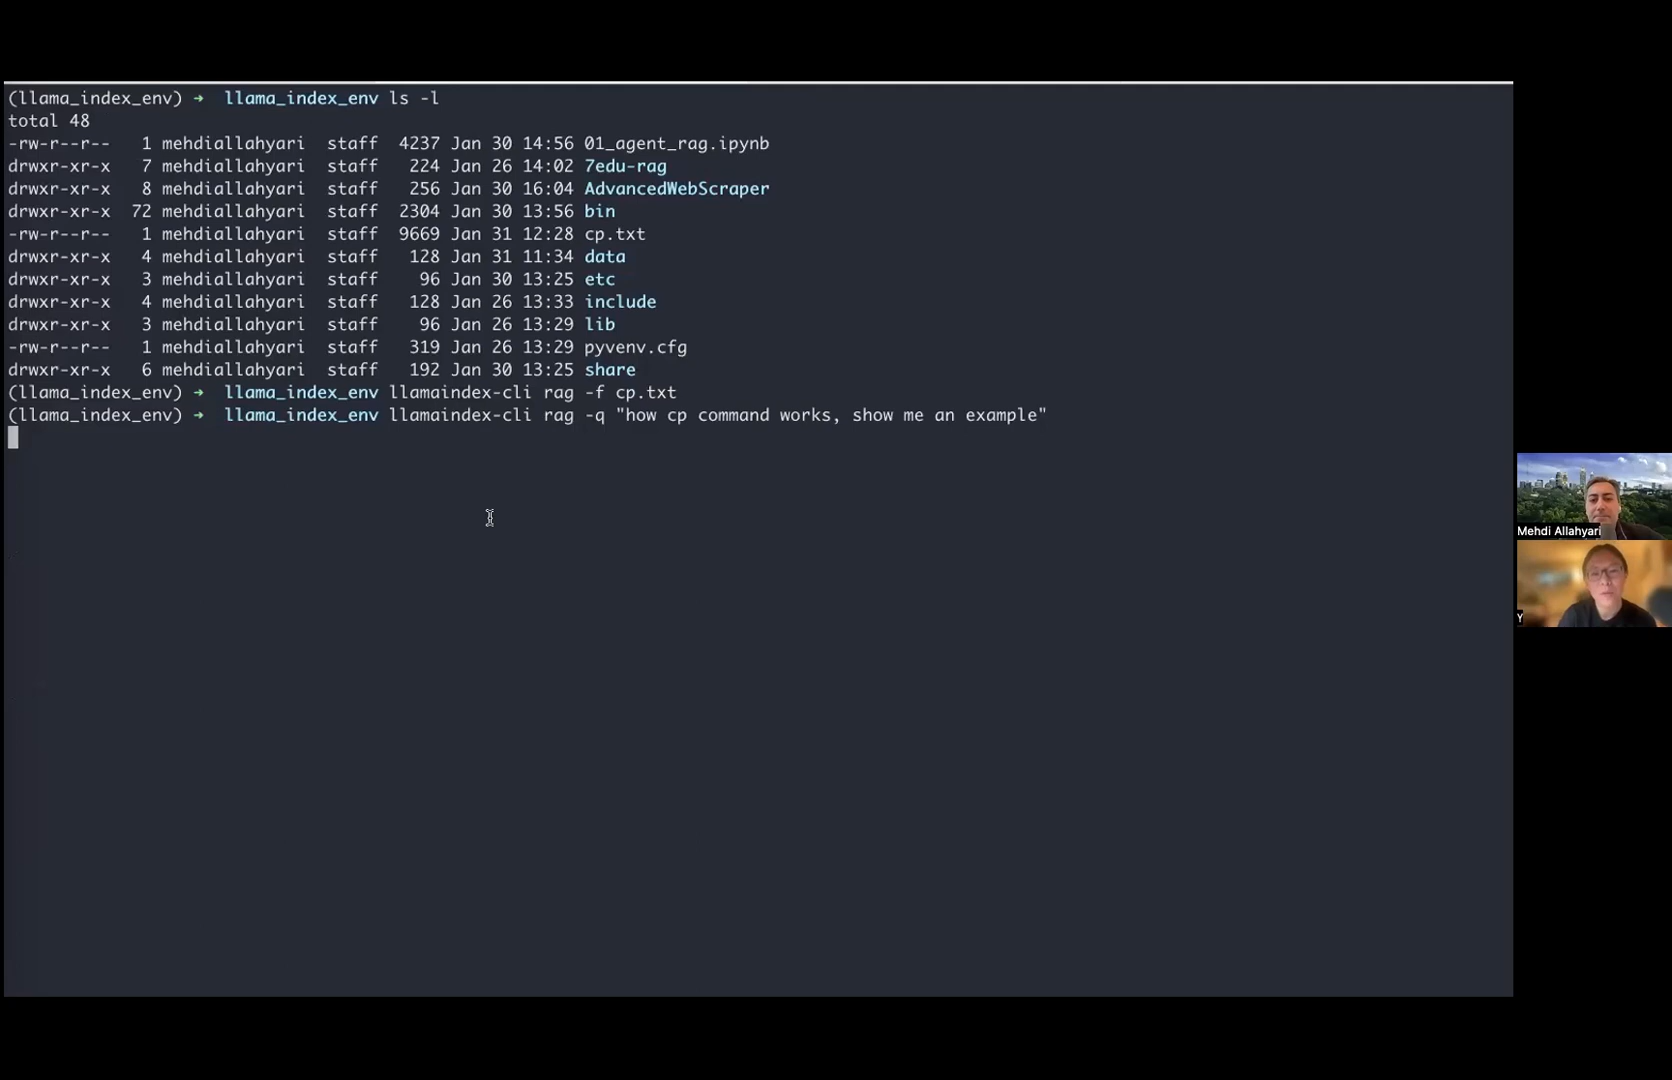 (llama_index_env) → llama_index_env ls -l
total 48
-rw-r--r-- 1 mehdiallahyari staff 4237 Jan 30 14:56 01_agent_rag.ipynb
drwxr-xr-x 7 mehdiallahyari staff 224 Jan 26 14:02 7edu-rag
drwxr-xr-x 8 mehdiallahyari staff 256 Jan 30 16:04 AdvancedWebScraper
drwxr-xr-x 72 mehdiallahyari staff 2304 Jan 30 13:56 bin
-rw-r--r-- 1 mehdiallahyari staff 9669 Jan 31 12:28 cp.txt
drwxr-xr-x 4 mehdiallahyari staff 128 Jan 31 11:34 data
drwxr-xr-x 3 mehdiallahyari staff 96 Jan 30 13:25 etc
drwxr-xr-x 4 mehdiallahyari staff 128 Jan 26 13:33 include
drwxr-xr-x 3 mehdiallahyari staff 96 Jan 26 13:29 lib
-rw-r--r-- 1 mehdiallahyari staff 319 Jan 26 13:29 pyvenv.cfg
drwxr-xr-x 6 mehdiallahyari staff 192 Jan 30 13:25 share
(llama_index_env) → llama_index_env llamaindex-cli rag -f cp.txt
(llama_index_env) → llama_index_env llamaindex-cli rag -q "how cp command works, show me an example"
Mehdi Allahyari
Y